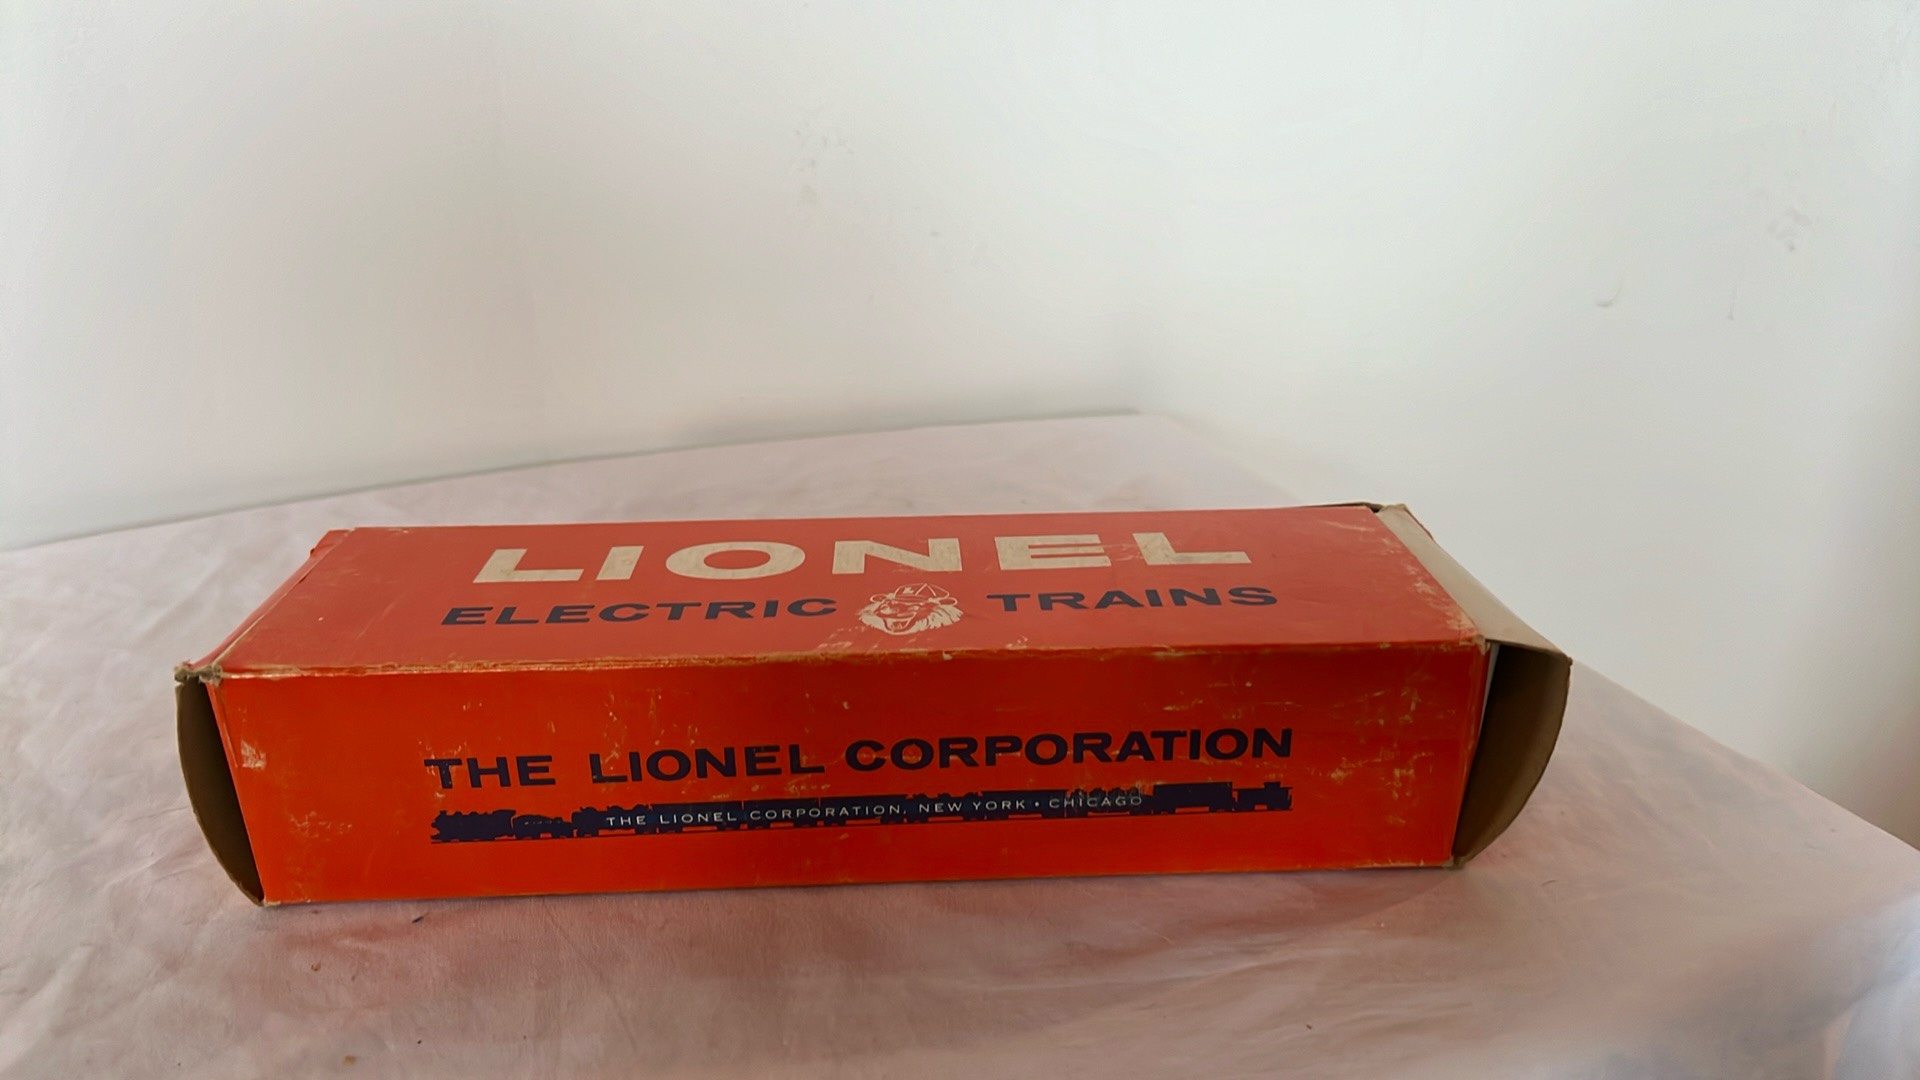 LIONEL
ELECTRIC TRAINS
THE LIONEL CORPORATION
THE LIONEL CORPORATION, NEW YORK • CHICAGO